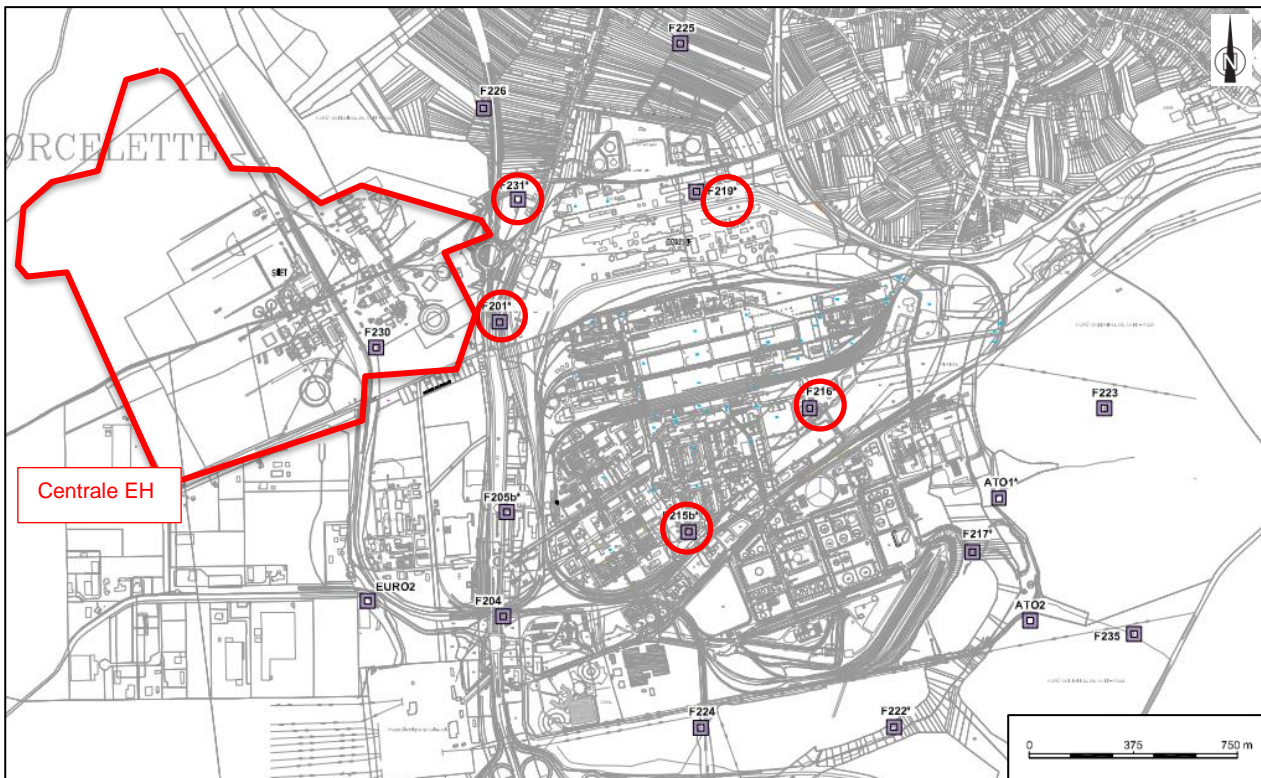 F225
N
F226
ORCELETTE
F231*
F219*
F201*
F230
F216*
F223
Centrale EH
ATO1*
F205b*
F215b*
F217*
EURO2
F204
ATO2
F235
F224
F222*
0 375 750 m